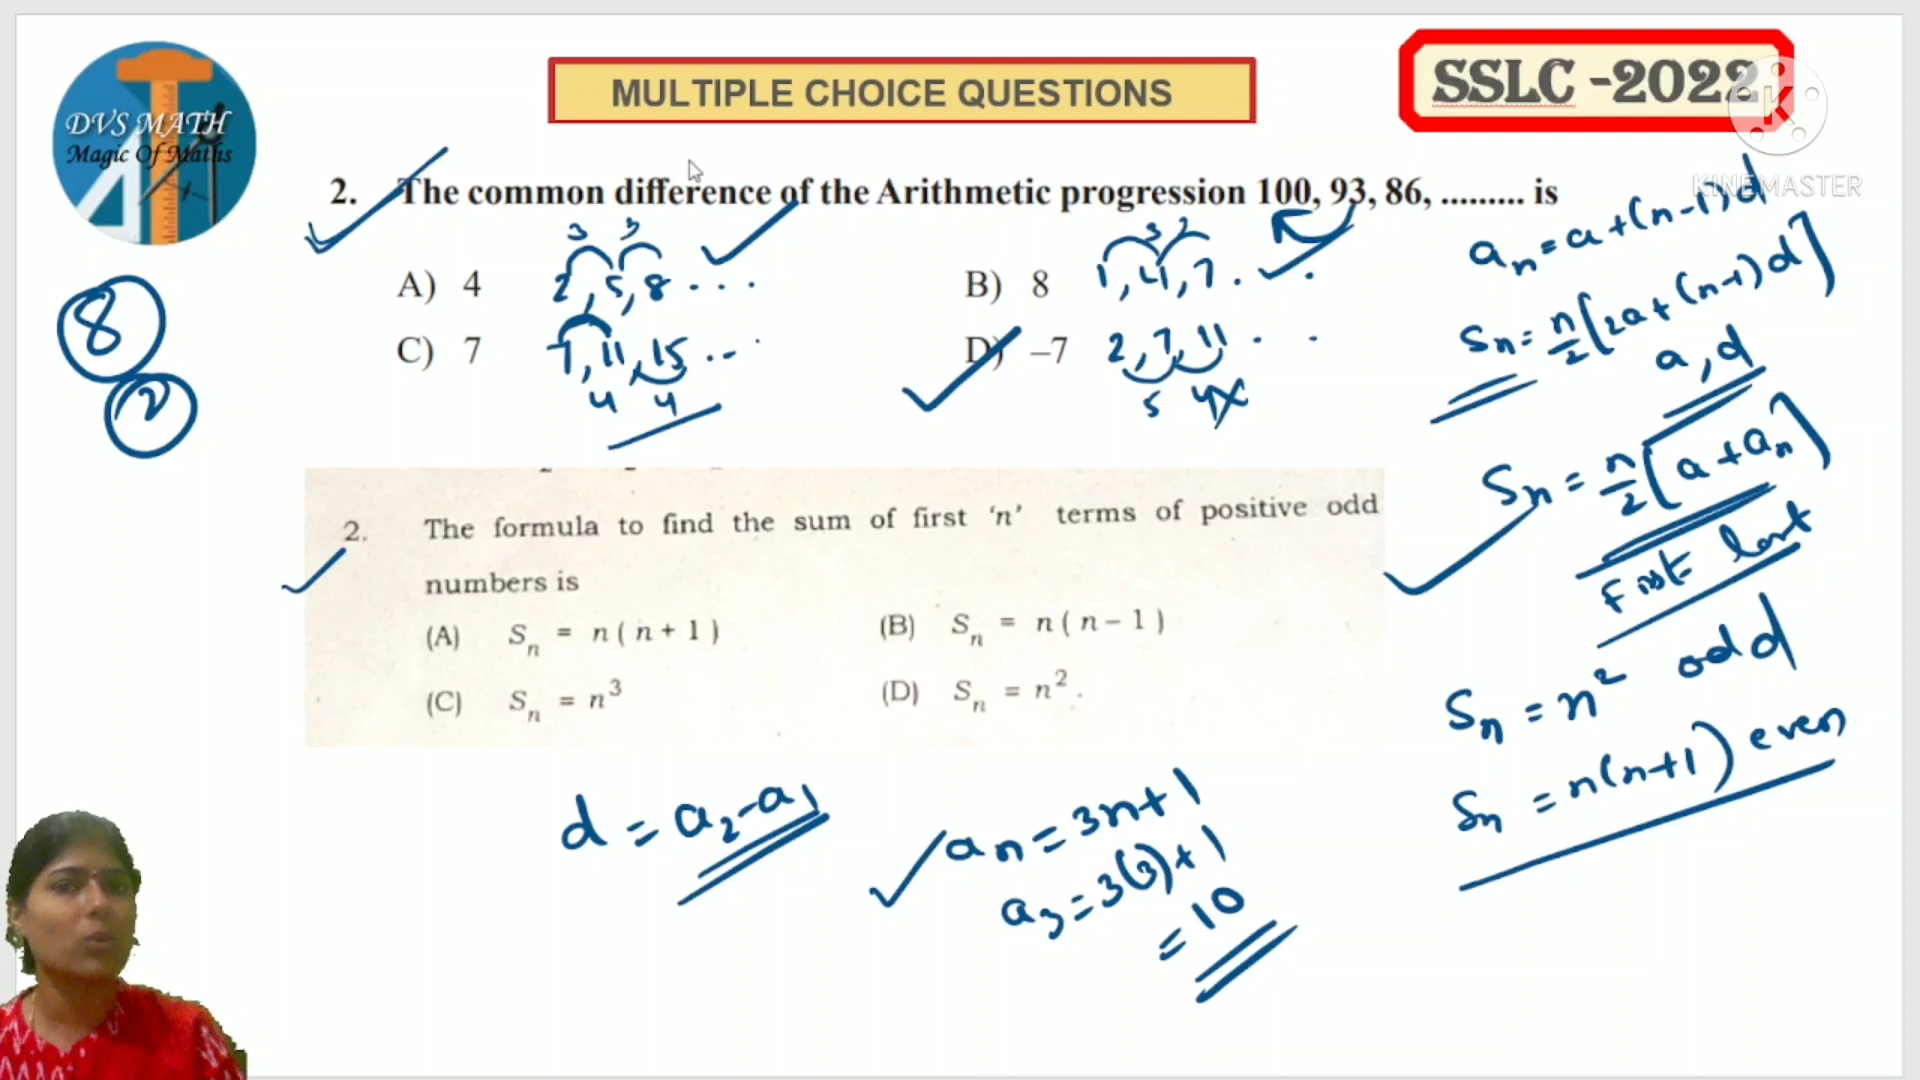 DVS MATH
Magic Of Maths
MULTIPLE CHOICE QUESTIONS
SSLC -2022
KINEMASTER
2. The common difference of the Arithmetic progression 100, 93, 86, ......... is
A) 4
B) 8
C) 7
D) –7
3 3
2, 5, 8 . . .
7, 11, 15 . . .
4 4
1, 4, 7 . .
2, 7, 11 . .
5 4
8
2
an = a + (n-1)d
Sn = n/2 [2a + (n-1)d]
a, d
Sn = n/2 [a + an]
First last
Sn = n² odd
Sn = n(n+1) even
2. The formula to find the sum of first ‘n’ terms of positive odd
numbers is
(A) Sn = n ( n + 1 )
(B) Sn = n ( n – 1 )
(C) Sn = n³
(D) Sn = n² .
d = a2 - a1
an = 3n + 1
a3 = 3(3) + 1
= 10